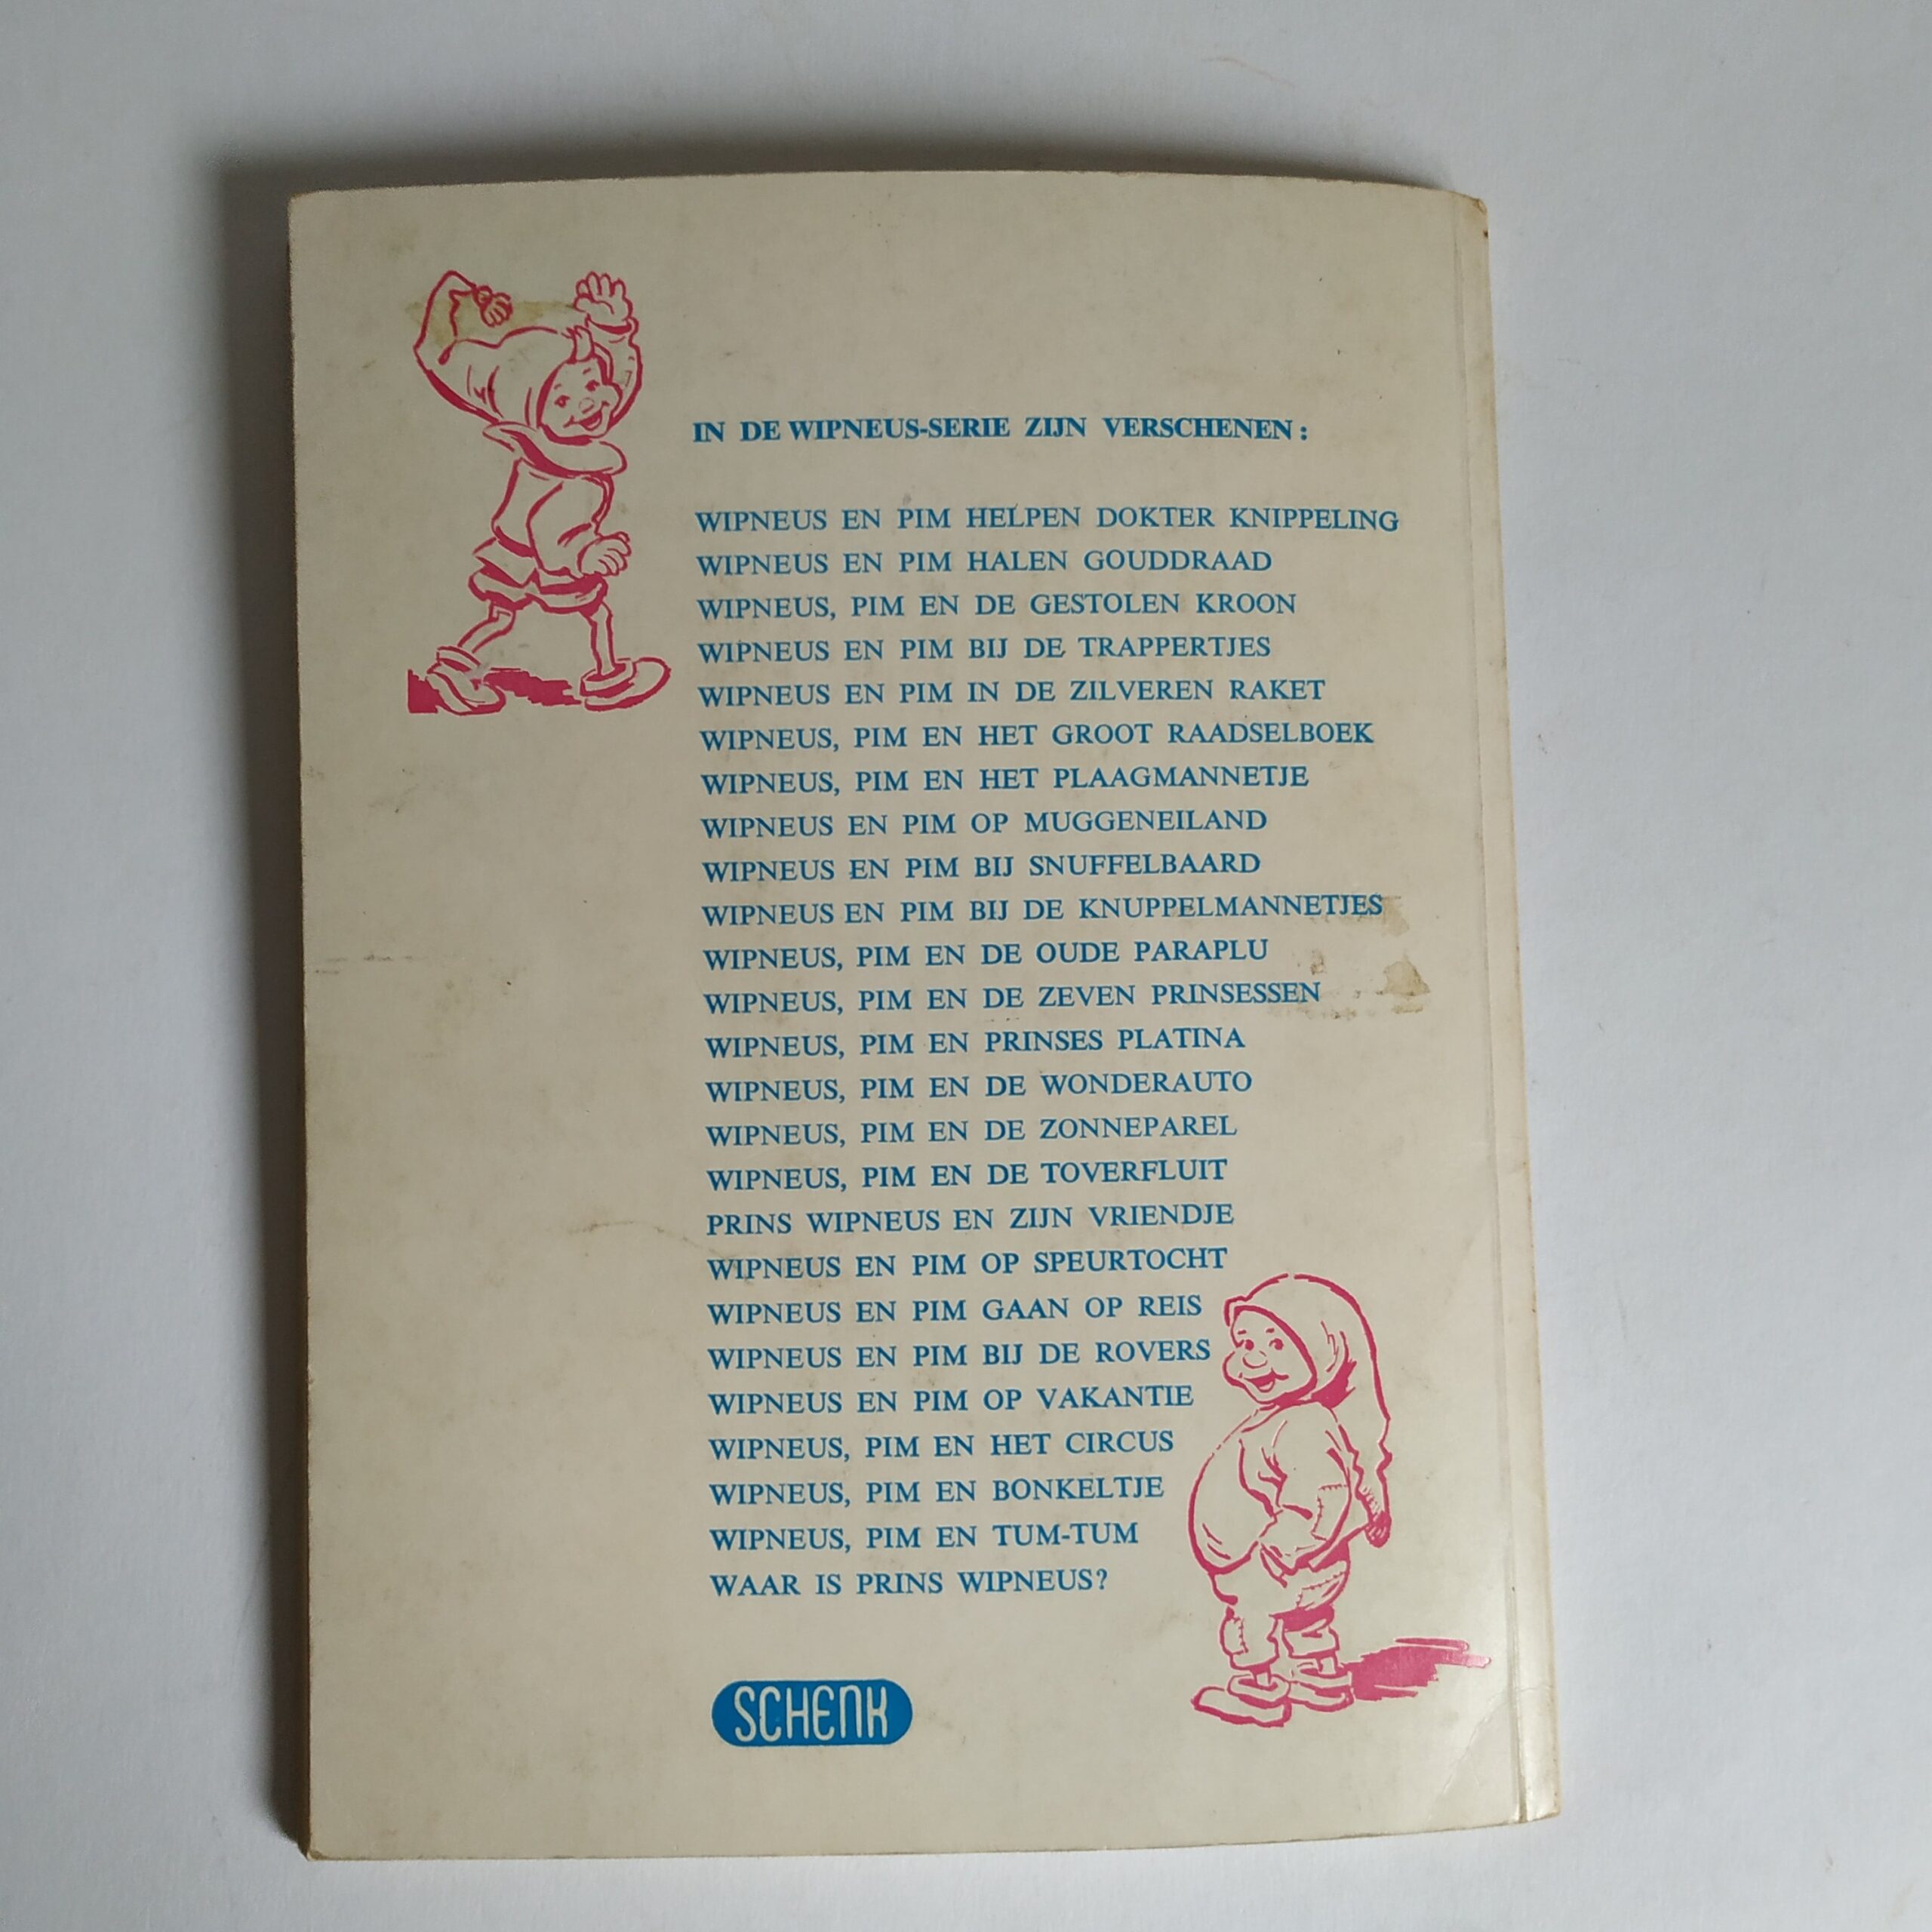 IN DE WIPNEUS-SERIE ZIJN VERSCHENEN:
WIPNEUS EN PIM HELPEN DOKTER KNIPPELING
WIPNEUS EN PIM HALEN GOUDDRAAD
WIPNEUS, PIM EN DE GESTOLEN KROON
WIPNEUS EN PIM BIJ DE TRAPPERTJES
WIPNEUS EN PIM IN DE ZILVEREN RAKET
WIPNEUS, PIM EN HET GROOT RAADSELBOEK
WIPNEUS, PIM EN HET PLAAGMANNETJE
WIPNEUS EN PIM OP MUGGENEILAND
WIPNEUS EN PIM BIJ SNUFFELBAARD
WIPNEUS EN PIM BIJ DE KNUPPELMANNETJES
WIPNEUS, PIM EN DE OUDE PARAPLU
WIPNEUS, PIM EN DE ZEVEN PRINSESSEN
WIPNEUS, PIM EN PRINSES PLATINA
WIPNEUS, PIM EN DE WONDERAUTO
WIPNEUS, PIM EN DE ZONNEPAREL
WIPNEUS, PIM EN DE TOVERFLUIT
PRINS WIPNEUS EN ZIJN VRIENDJE
WIPNEUS EN PIM OP SPEURTOCHT
WIPNEUS EN PIM GAAN OP REIS
WIPNEUS EN PIM BIJ DE ROVERS
WIPNEUS EN PIM OP VAKANTIE
WIPNEUS, PIM EN HET CIRCUS
WIPNEUS, PIM EN BONKELTJE
WIPNEUS, PIM EN TUM-TUM
WAAR IS PRINS WIPNEUS?
SCHENK